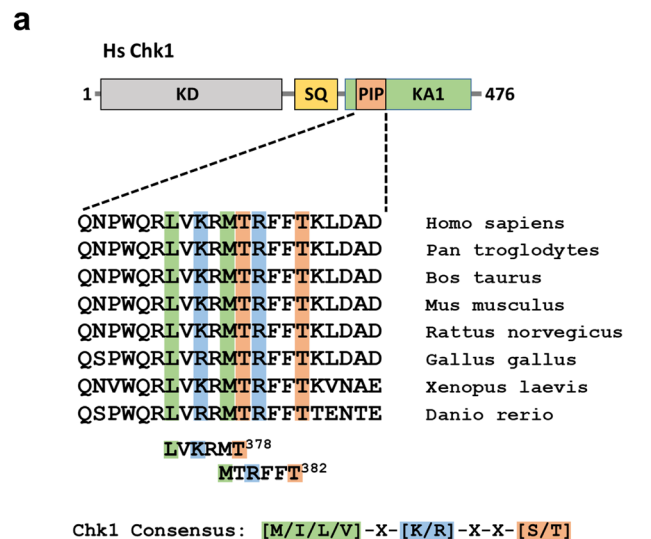 a
Hs Chk1
1 KD SQ PIP KA1 476
QNPWQRLVKRMTRFFTKLDAD Homo sapiens
QNPWQRLVKRMTRFFTKLDAD Pan troglodytes
QNPWQRLVKRMTRFFTKLDAD Bos taurus
QNPWQRLVKRMTRFFTKLDAD Mus musculus
QNPWQRLVKRMTRFFTKLDAD Rattus norvegicus
QSPWQRLVRRMTRFFTKLDAD Gallus gallus
QNVWQRLVKRMTRFFTKVNAE Xenopus laevis
QSPWQRLVRRMTRFFTTENTE Danio rerio
LVKRMT³⁷⁸
MTRFFT³⁸²
Chk1 Consensus: [M/I/L/V]-X-[K/R]-X-X-[S/T]